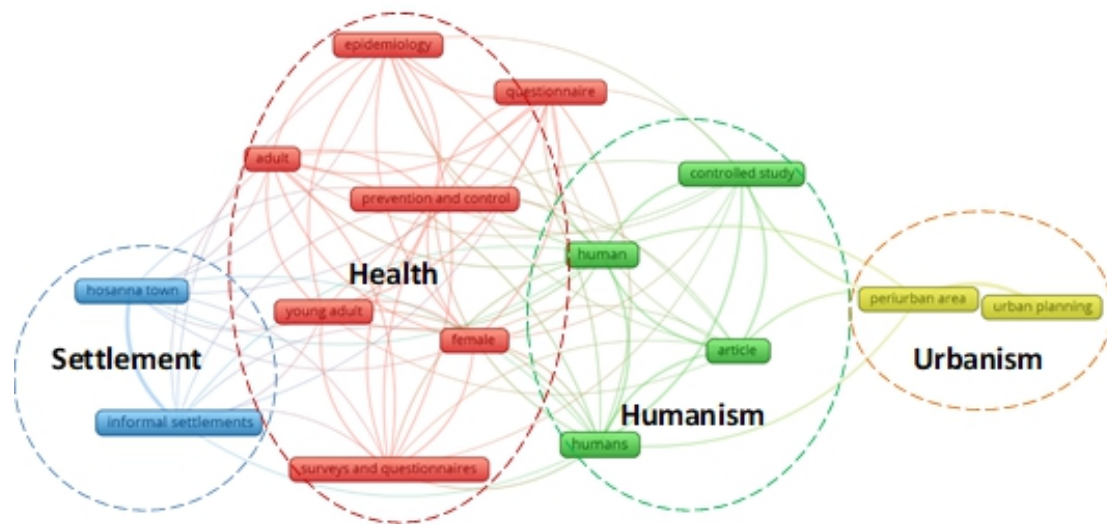 epidemiology
questionnaire
adult
controlled study
prevention and control
human
Health
hosanna town
periurban area
urban planning
young adult
female
article
Settlement
Urbanism
Humanism
informal settlements
humans
surveys and questionnaires